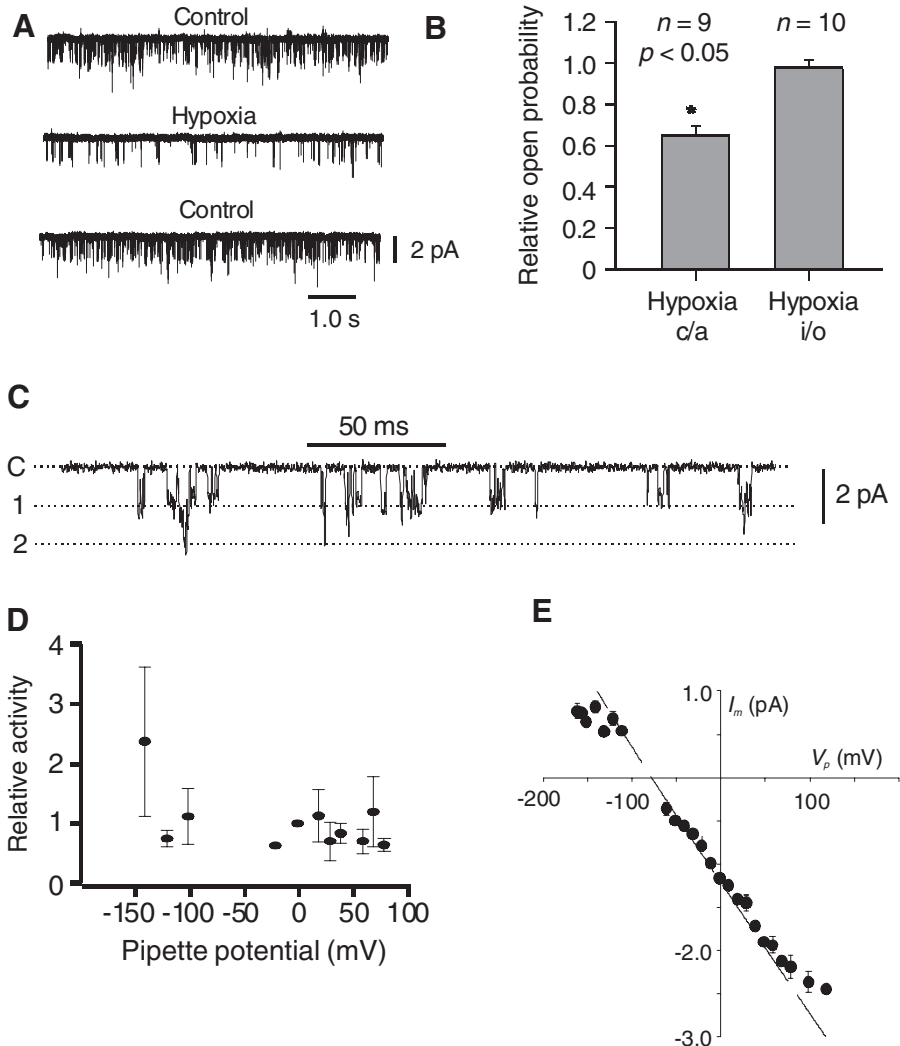 A
Control
Hypoxia
Control
2 pA
1.0 s
B
Relative open probability
1.2
1.0
0.8
0.6
0.4
0.2
0
n = 9
p < 0.05
n = 10
*
Hypoxia
c/a
Hypoxia
i/o
C
50 ms
C
1
2
2 pA
D
Relative activity
4
3
2
1
0
-150 -100 -50 0 50 100
Pipette potential (mV)
E
1.0
Im (pA)
Vp (mV)
-200 -100 100
-2.0
-3.0